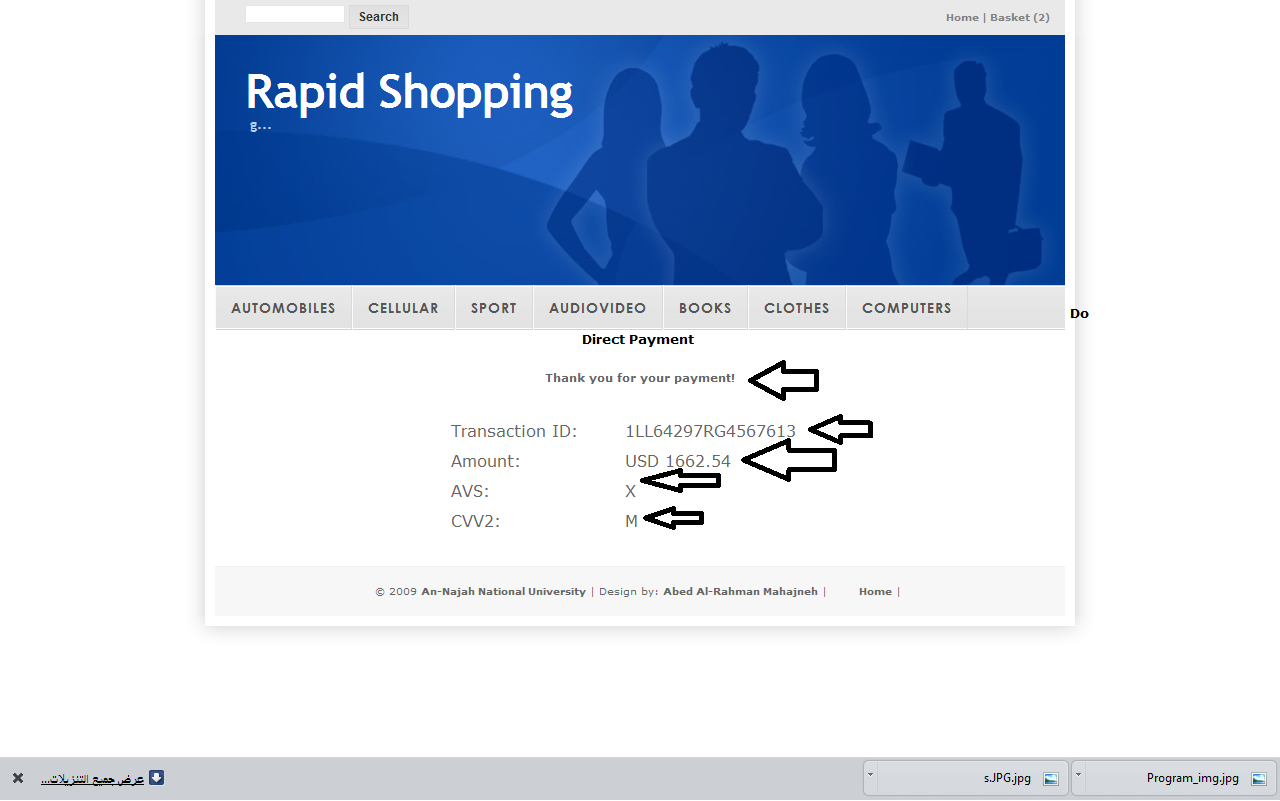 Search
Home | Basket (2)
Rapid Shopping
g...
AUTOMOBILES CELLULAR SPORT AUDIOVIDEO BOOKS CLOTHES COMPUTERS
Do
Direct Payment
Thank you for your payment!
Transaction ID: 1LL64297RG4567613
Amount: USD 1662.54
AVS: X
CVV2: M
© 2009 An-Najah National University | Design by: Abed Al-Rahman Mahajneh | Home |
عرض جميع التنزيلات...
s.JPG.jpg
Program_img.jpg